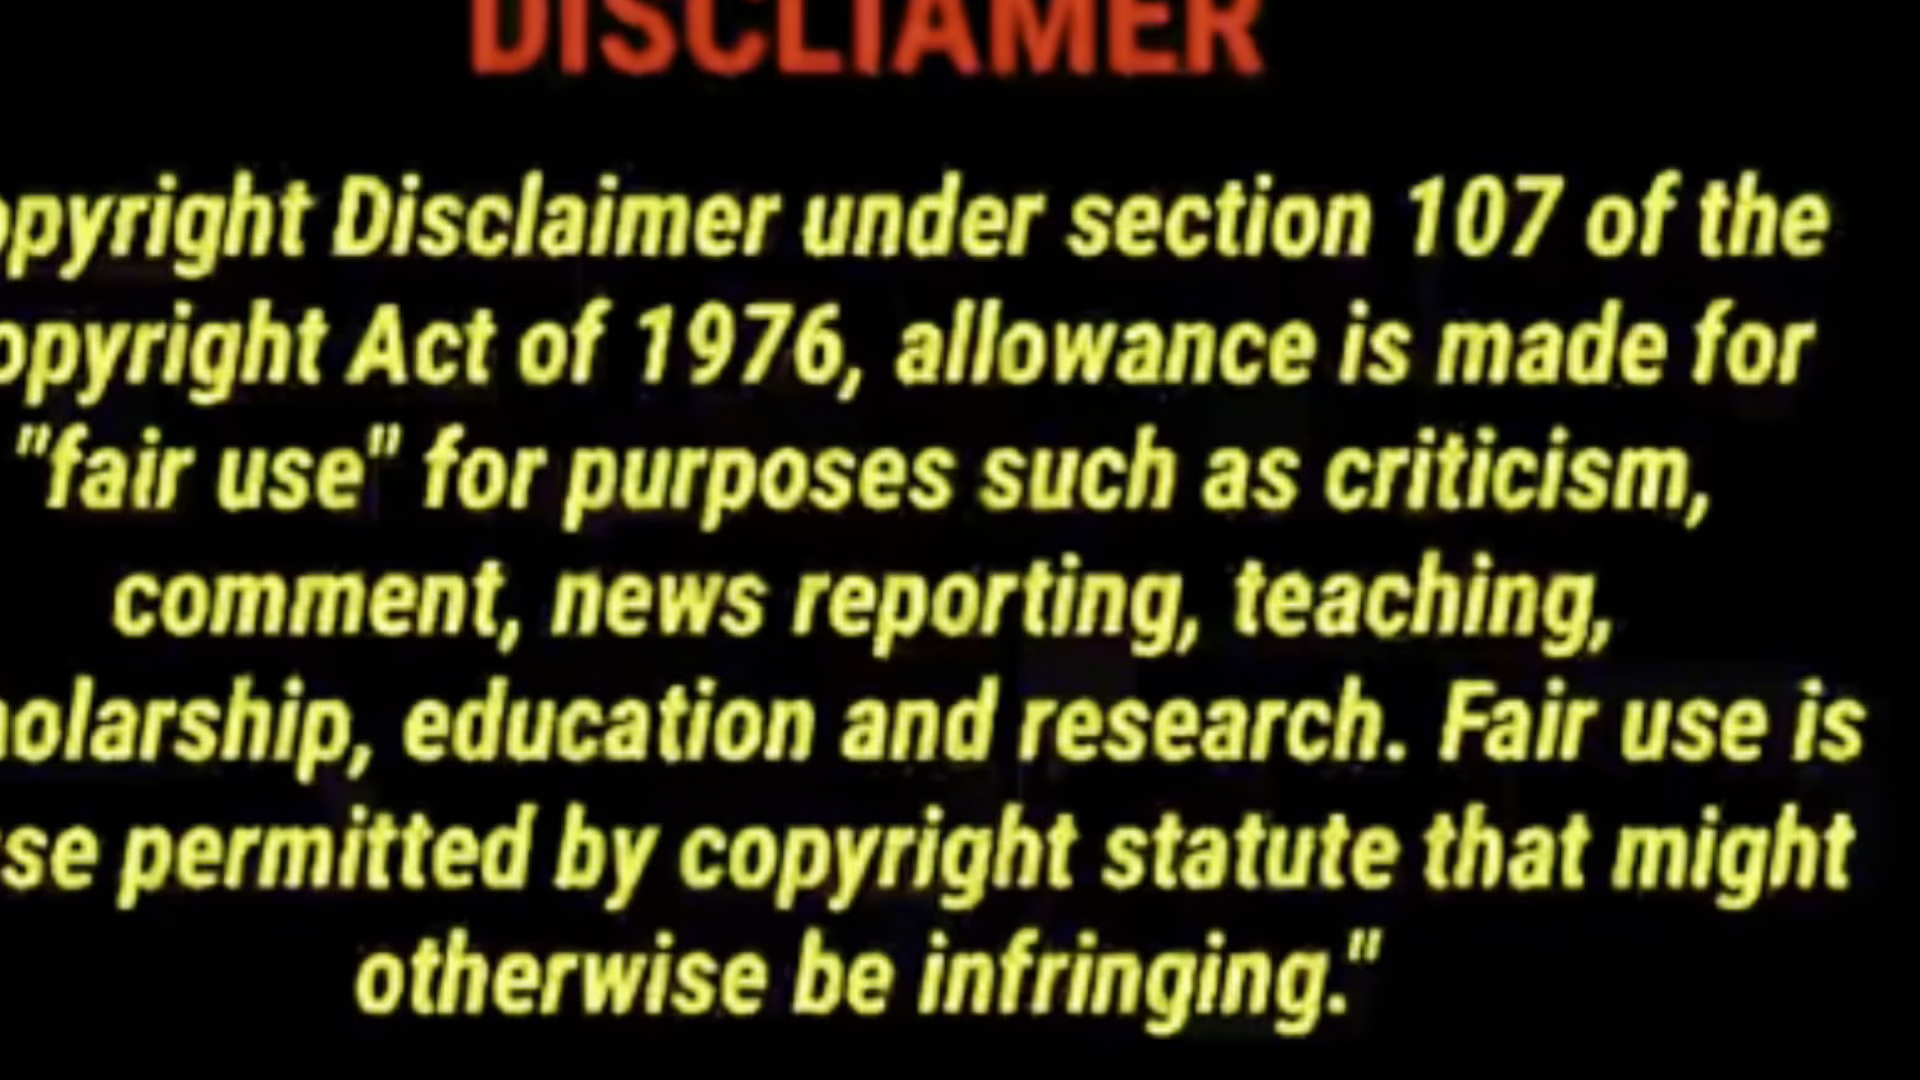 DISCLIAMER
opyright Disclaimer under section 107 of the
opyright Act of 1976, allowance is made for
"fair use" for purposes such as criticism,
comment, news reporting, teaching,
holarship, education and research. Fair use is
se permitted by copyright statute that might
otherwise be infringing."